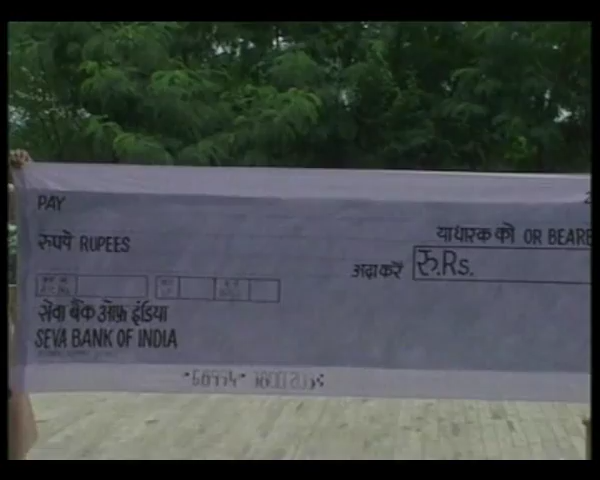 PAY
रुपये RUPEES
या धारक को OR BEARE
अदा करें रु.Rs.
सेवा बैंक ऑफ़ इंडिया
SEVA BANK OF INDIA